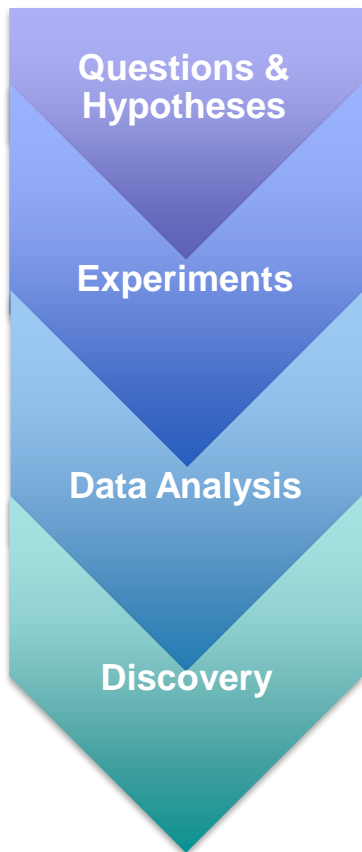 Questions &
Hypotheses
Experiments
Data Analysis
Discovery